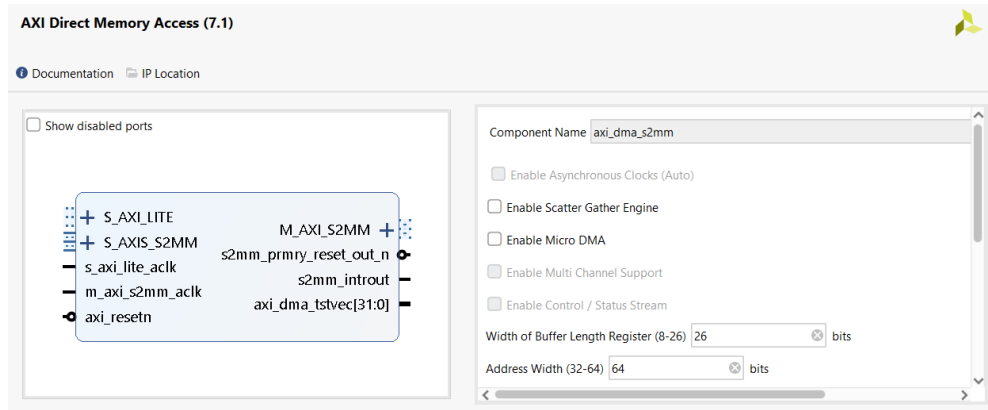 AXI Direct Memory Access (7.1)
Documentation IP Location
Show disabled ports
S_AXI_LITE
S_AXIS_S2MM
s_axi_lite_aclk
m_axi_s2mm_aclk
axi_resetn
M_AXI_S2MM
s2mm_prmry_reset_out_n
s2mm_introut
axi_dma_tstvec[31:0]
Component Name axi_dma_s2mm
Enable Asynchronous Clocks (Auto)
Enable Scatter Gather Engine
Enable Micro DMA
Enable Multi Channel Support
Enable Control / Status Stream
Width of Buffer Length Register (8-26) 26 bits
Address Width (32-64) 64 bits